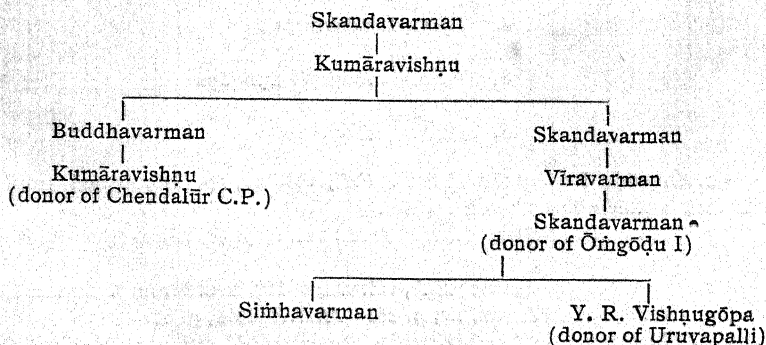 Skandavarman
Kumāravishṇu
Buddhavarman Skandavarman
Kumāravishṇu Vīravarman
(donor of Chendalūr C.P.)
Skandavarman
(donor of Ōṁgōḍu I)
Siṁhavarman Y. R. Vishṇugōpa
(donor of Uruvapalli)